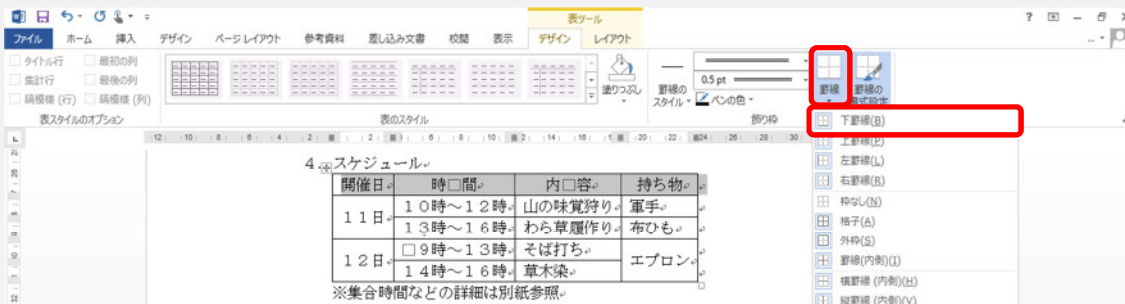 表ツール
ファイル ホーム 挿入 デザイン ページ レイアウト 参考資料 差し込み文書 校閲 表示 デザイン レイアウト
タイトル行 最初の列
集計行 最後の列
縞模様 (行) 縞模様 (列)
表スタイルのオプション
表のスタイル
塗りつぶし
罫線の
スタイル
0.5 pt
ペンの色
罫線
罫線の
書式設定
飾り枠
下罫線(B)
上罫線(P)
左罫線(L)
右罫線(R)
枠なし(N)
格子(A)
外枠(S)
罫線(内側)(I)
横罫線 (内側)(H)
縦罫線 (内側)(V)
4.スケジュール
開催日 時□間 内□容 持ち物
11日 10時～12時 山の味覚狩り 軍手
13時～16時 わら草履作り 布ひも
12日 □9時～13時 そば打ち エプロン
14時～16時 草木染
※集合時間などの詳細は別紙参照